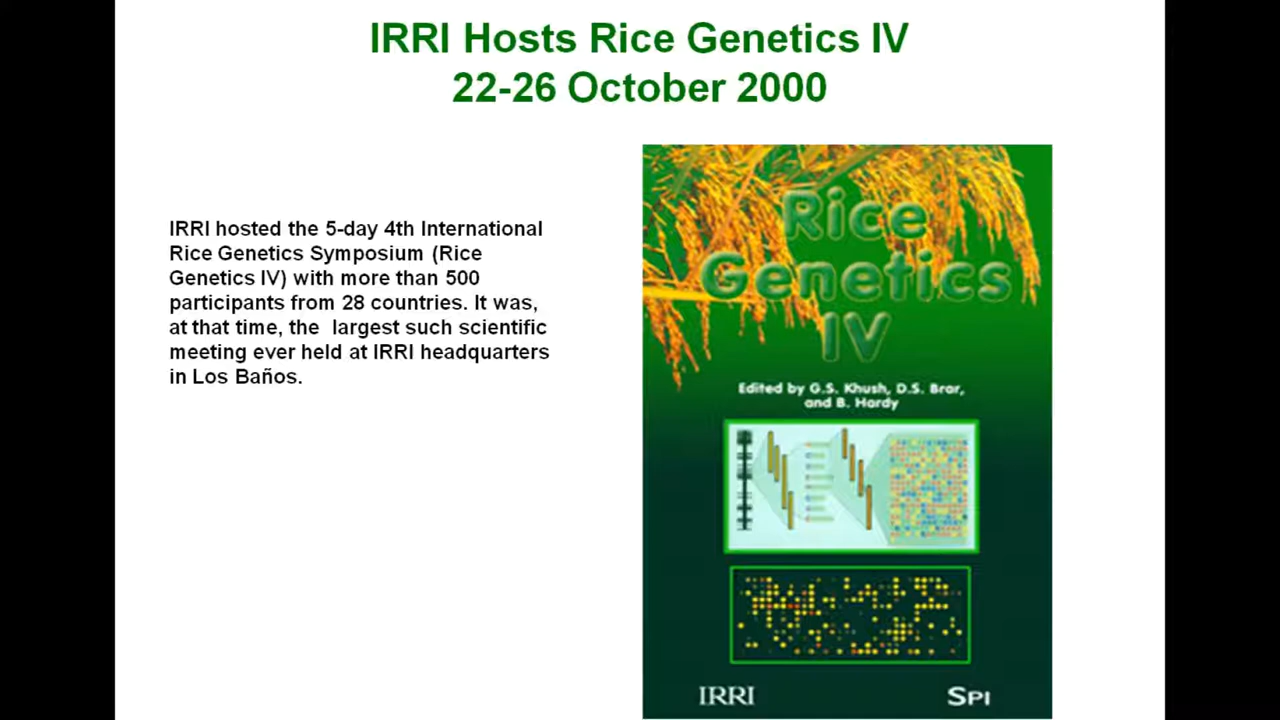 IRRI Hosts Rice Genetics IV
22-26 October 2000
IRRI hosted the 5-day 4th International
Rice Genetics Symposium (Rice
Genetics IV) with more than 500
participants from 28 countries. It was,
at that time, the  largest such scientific
meeting ever held at IRRI headquarters
in Los Baños.
Rice
Genetics
IV
Edited by G.S. Khush, D.S. Brar,
and B. Hardy
IRRI
SPI